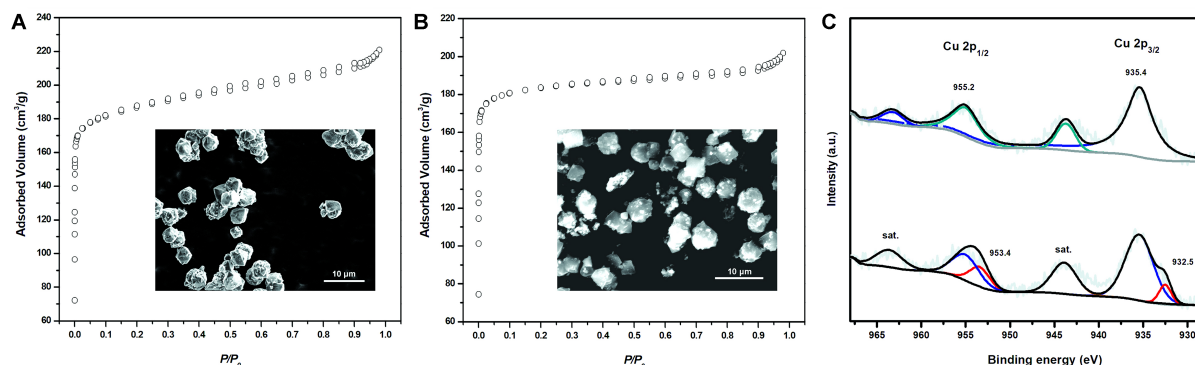 A
Adsorbed Volume (cm³/g)
240
220
200
180
160
140
120
100
80
60
0.0 0.1 0.2 0.3 0.4 0.5 0.6 0.7 0.8 0.9 1.0
P/P₀
10 μm
B
Adsorbed Volume (cm³/g)
220
200
180
160
140
120
100
80
60
0.0 0.1 0.2 0.3 0.4 0.5 0.6 0.7 0.8 0.9 1.0
P/P₀
10 μm
C
Intensity (a.u.)
Cu 2p₁/₂ Cu 2p₃/₂
955.2 935.4
sat. 953.4 sat. 932.5
965 960 955 950 945 940 935 930
Binding energy (eV)